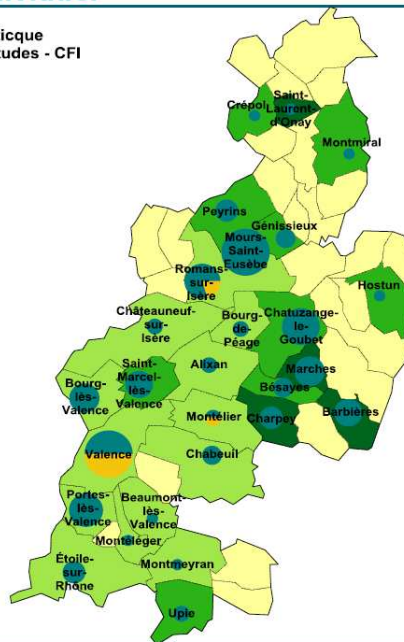 ticque
tudes - CFI
Crépol
Saint-
Laurent-
d'Onay
Montmiral
Peyrins
Génissieux
Mours-
Saint-
Eusèbe
Romans-
sur-
Isère
Hostun
Châteauneuf-
sur-
Isère
Bourg-
de-
Péage
Chatuzange-
le-
Goubet
Saint-
Marcel-
lès-
Valence
Alixan
Marches
Bésayes
Bourg-
lès-
Valence
Montélier
Charpey
Barbières
Valence
Chabeuil
Portes-
lès-
Valence
Beaumont-
lès-
Valence
Montéléger
Étoile-
sur-
Rhône
Montmeyran
Upie